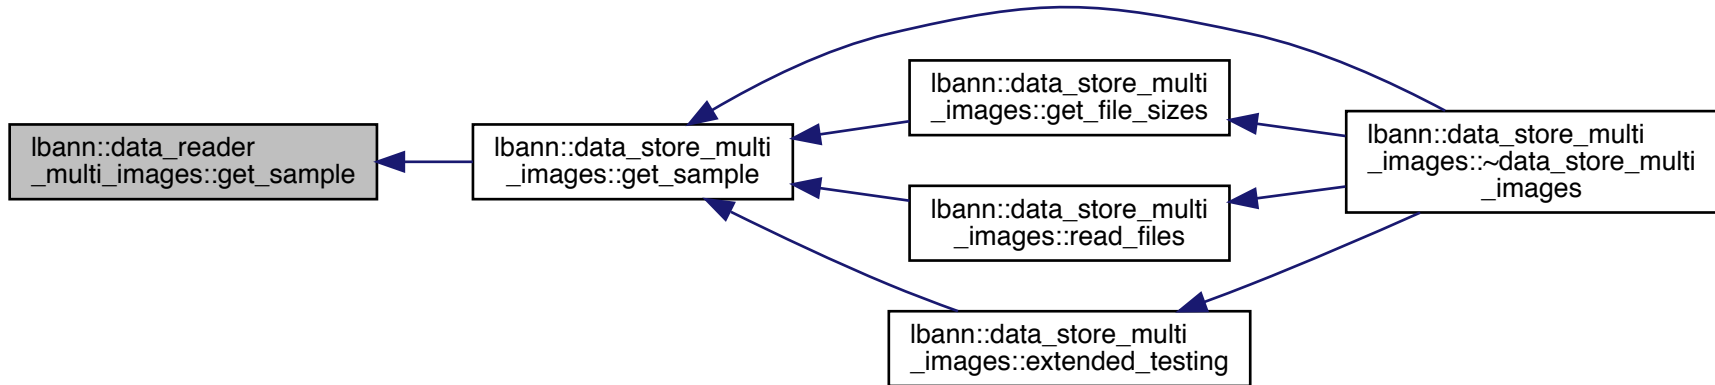 lbann::data_reader
_multi_images::get_sample
lbann::data_store_multi
_images::get_sample
lbann::data_store_multi
_images::get_file_sizes
lbann::data_store_multi
_images::read_files
lbann::data_store_multi
_images::extended_testing
lbann::data_store_multi
_images::~data_store_multi
_images